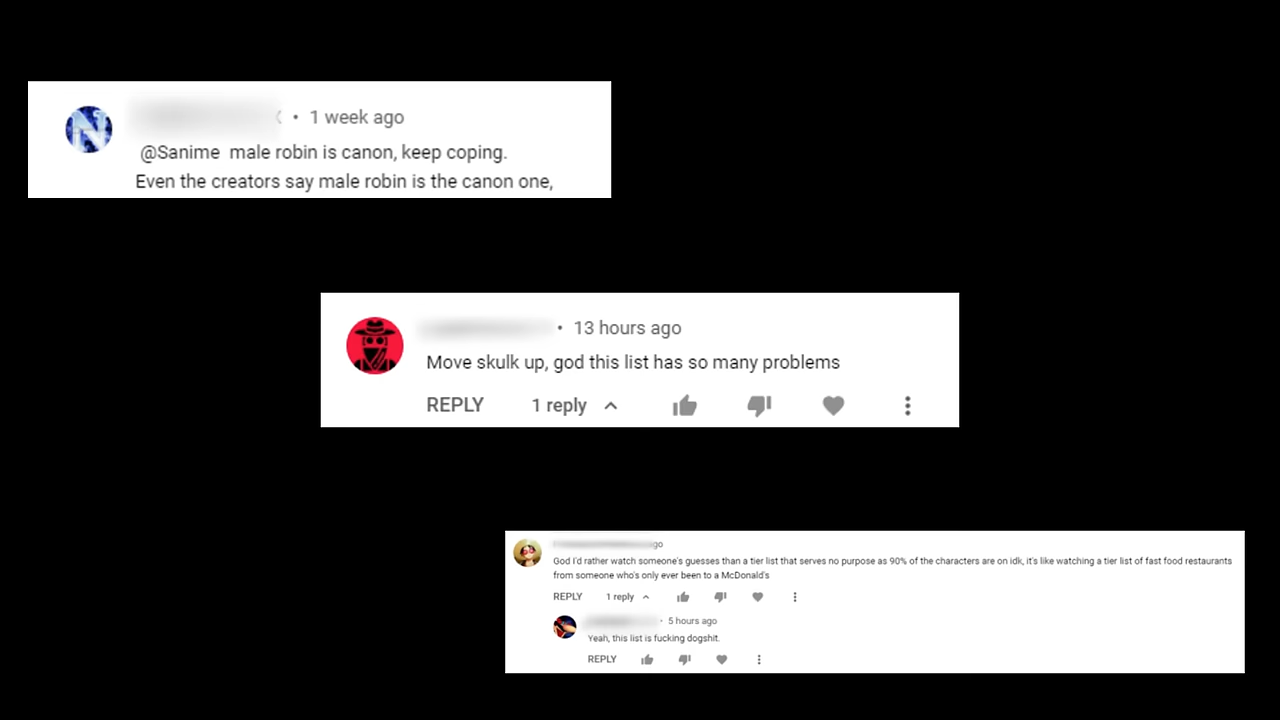 • 1 week ago
@Sanime male robin is canon, keep coping.
Even the creators say male robin is the canon one,
• 13 hours ago
Move skulk up, god this list has so many problems
REPLY 1 reply
ago
God I'd rather watch someone's guesses than a tier list that serves no purpose as 90% of the characters are on idk, it's like watching a tier list of fast food restaurants
from someone who's only ever been to a McDonald's
REPLY 1 reply
• 5 hours ago
Yeah, this list is fucking dogshit.
REPLY